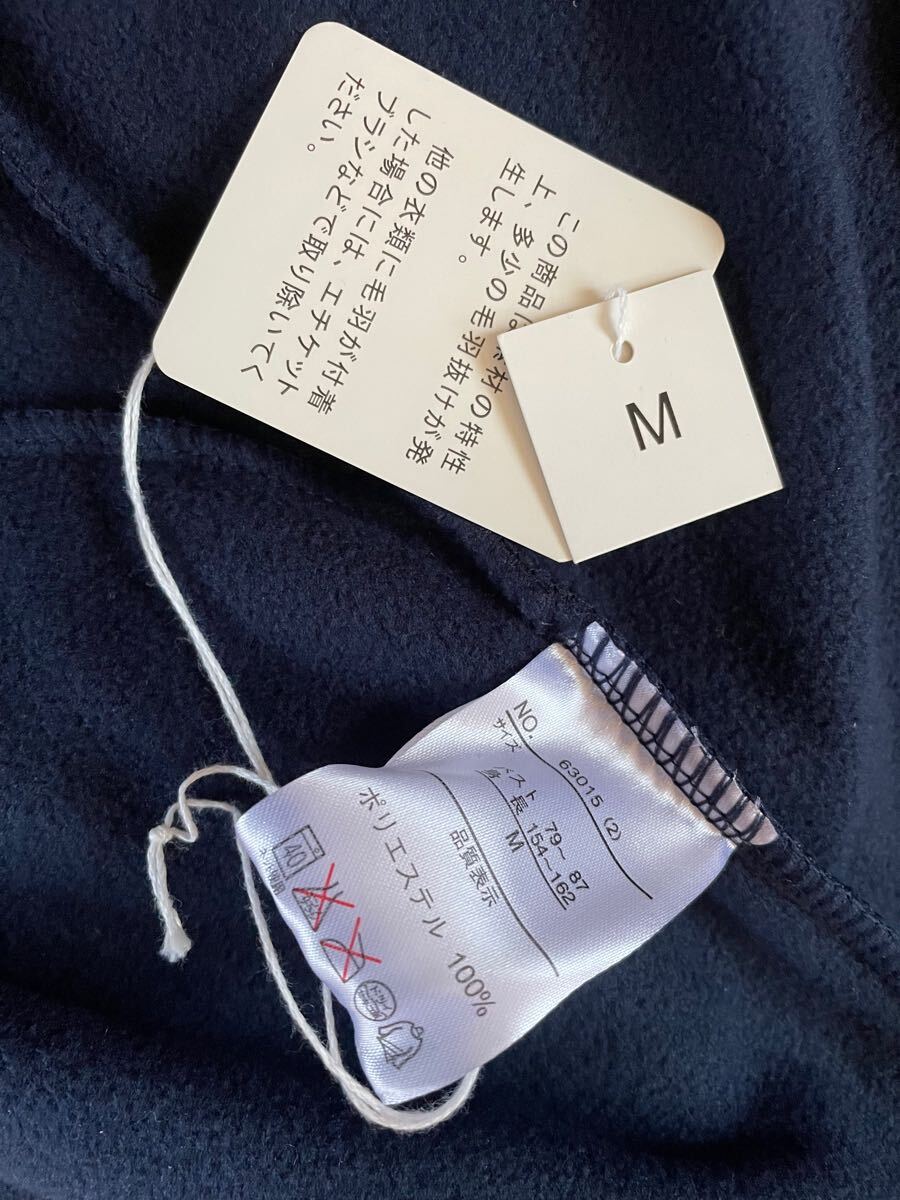 この商品は素材の特性
上、多少の毛羽抜けが発
生します。
他の衣類に毛羽が付着
した場合には、エチケット
ブラシなどで取り除いてく
ださい。
M
NO. 63015 (2)
サイズ
バスト 79－87
身長 154～162
M
品質表示
ポリエステル 100%
40
ドライ